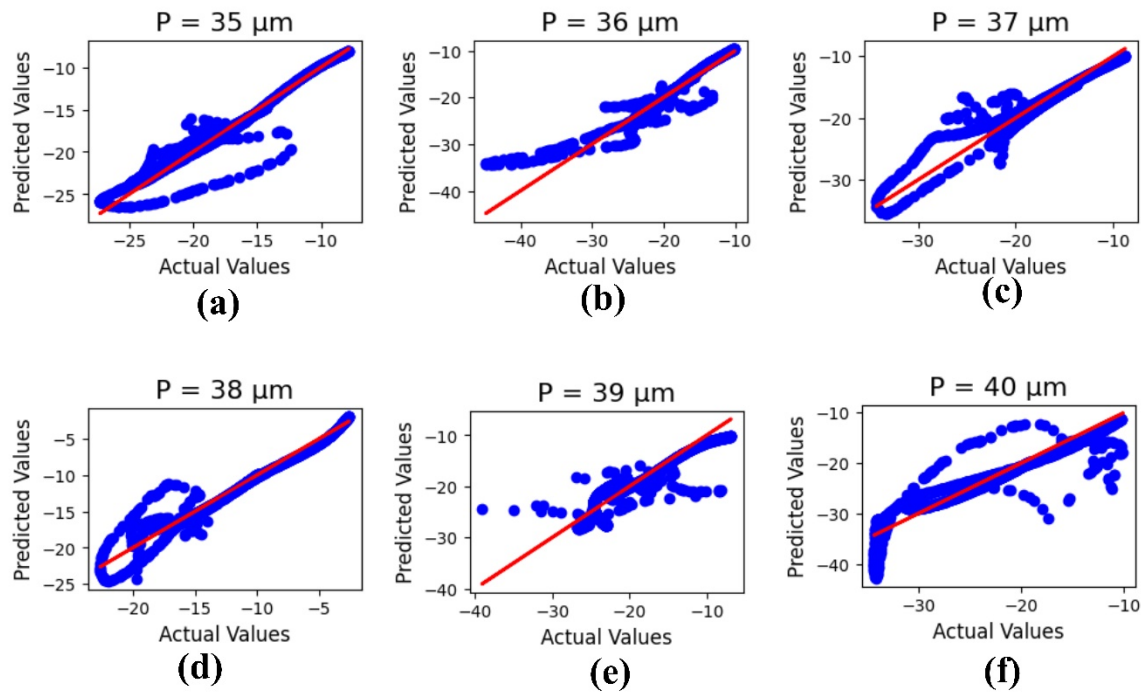 P = 35 μm
Predicted Values
−10
−15
−20
−25
−25
−20
−15
−10
Actual Values
(a)
P = 36 μm
Predicted Values
−10
−20
−30
−40
−40
−30
−20
−10
Actual Values
(b)
P = 37 μm
Predicted Values
−10
−20
−30
−30
−20
−10
Actual Values
(c)
P = 38 μm
Predicted Values
−5
−10
−15
−20
−25
−20
−15
−10
−5
Actual Values
(d)
P = 39 μm
Predicted Values
−10
−20
−30
−40
−40
−30
−20
−10
Actual Values
(e)
P = 40 μm
Predicted Values
−10
−20
−30
−40
−30
−20
−10
Actual Values
(f)